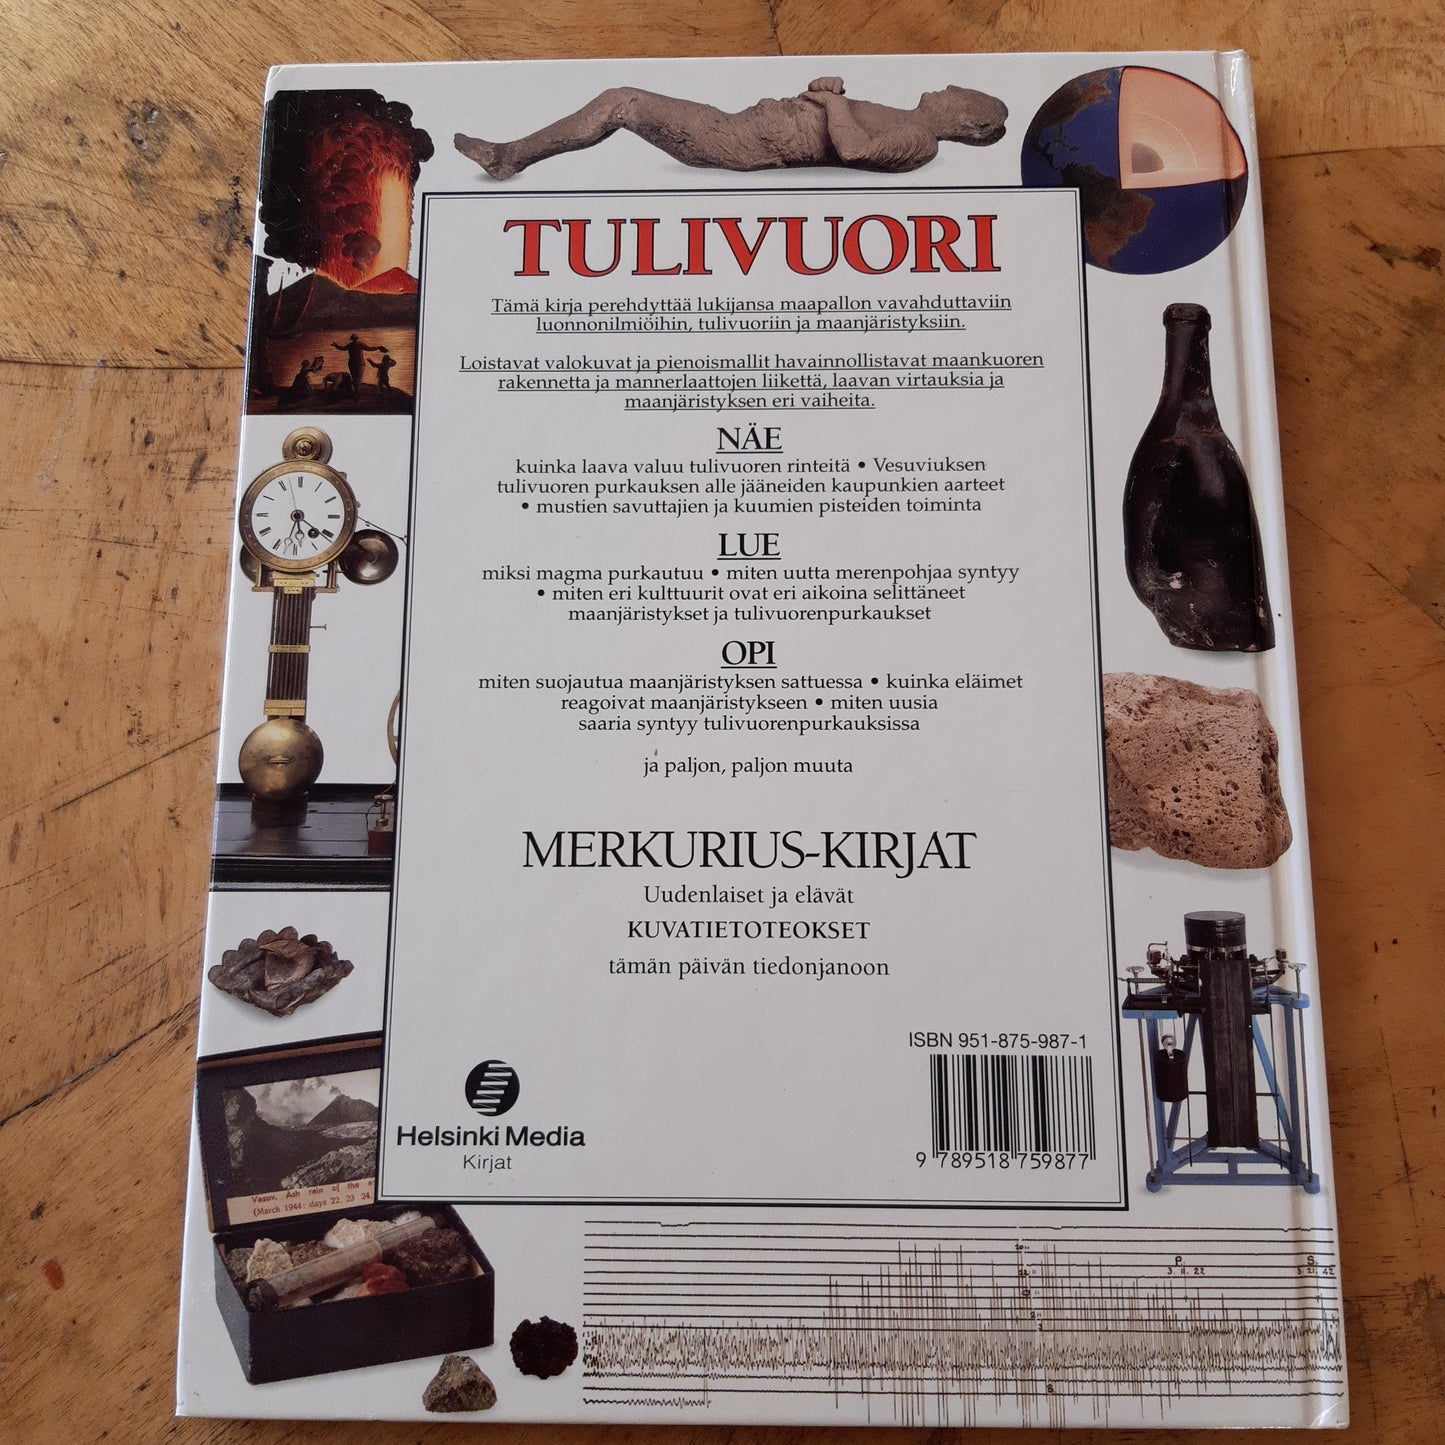 TULIVUORI
Tämä kirja perehdyttää lukijansa maapallon vavahduttaviin
luonnonilmiöihin, tulivuoriin ja maanjäristyksiin.
Loistavat valokuvat ja pienoismallit havainnollistavat maankuoren
rakennetta ja mannerlaattojen liikettä, laavan virtauksia ja
maanjäristyksen eri vaiheita.
NÄE
kuinka laava valuu tulivuoren rinteitä • Vesuviuksen
tulivuoren purkauksen alle jääneiden kaupunkien aarteet
• mustien savuttajien ja kuumien pisteiden toiminta
LUE
miksi magma purkautuu • miten uutta merenpohjaa syntyy
• miten eri kulttuurit ovat eri aikoina selittäneet
maanjäristykset ja tulivuorenpurkaukset
OPI
miten suojautua maanjäristyksen sattuessa • kuinka eläimet
reagoivat maanjäristykseen • miten uusia
saaria syntyy tulivuorenpurkauksissa
ja paljon, paljon muuta
MERKURIUS-KIRJAT
Uudenlaiset ja elävät
KUVATIETOTEOKSET
tämän päivän tiedonjanoon
ISBN 951-875-987-1
9 789518 759877
Helsinki Media
Kirjat
Vesuv. Ash rain of the
(March 1944: days 22. 23 24.
P S
3. 11. 22